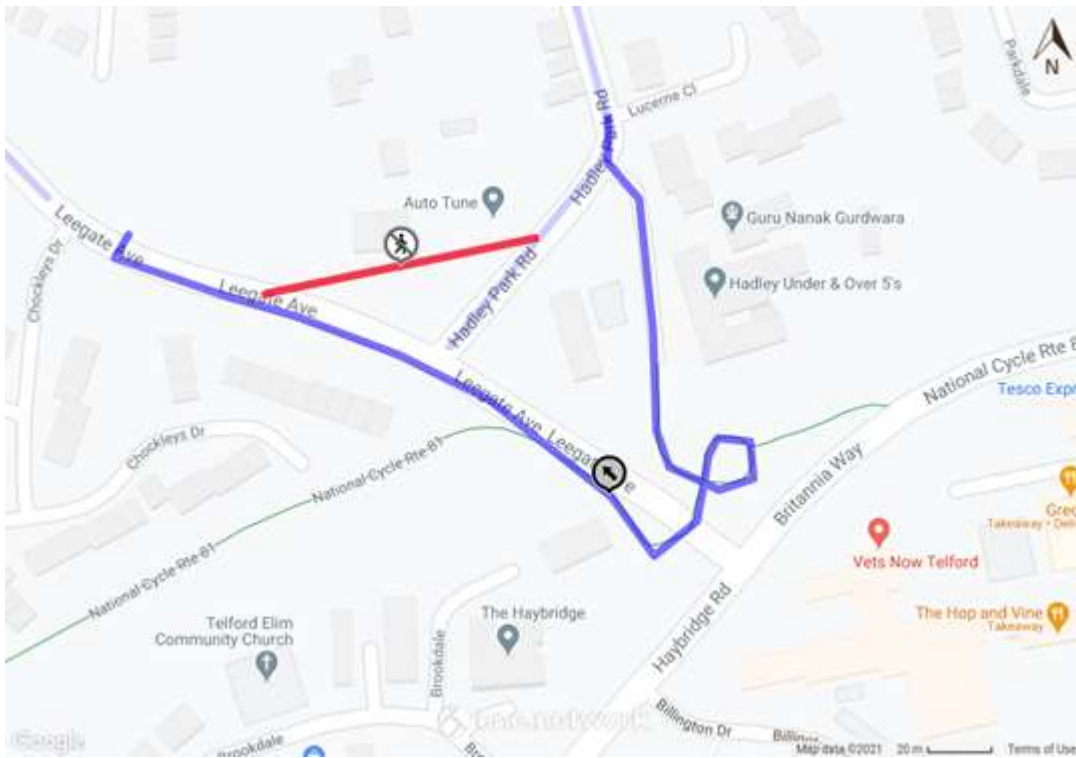 N
Parkdale
Lucerne Cl
Hadley Park Rd
Auto Tune
Guru Nanak Gurdwara
Leegate Ave
Chockleys Dr
Hadley Under & Over 5's
Leegate Ave
Hadley Park Rd
National Cycle Rte 8
Tesco Expr
Leegate Ave
Leegate Ave
Chockleys Dr
National Cycle Rte 81
Britannia Way
Grec
Takeaway • Deli
Vets Now Telford
National Cycle Rte 81
The Hop and Vine
Takeaway
Telford Elim
Community Church
The Haybridge
Brookdale
Haybridge Rd
Billington Dr
Billing
Google
Brookdale
Map data ©2021
20 m
Terms of Use